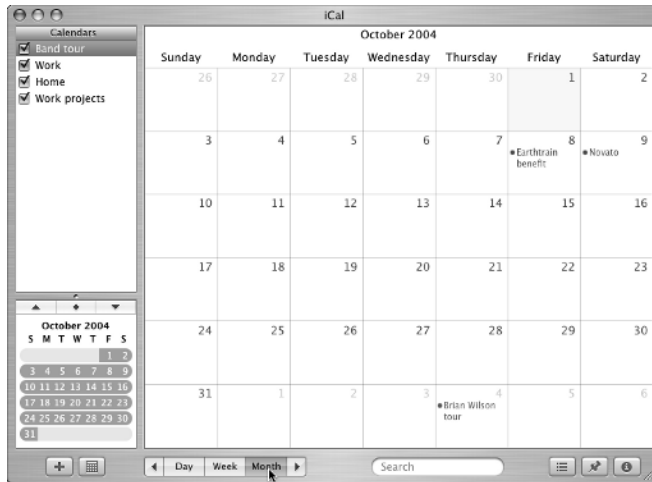 iCal
Calendars
Band tour
Work
Home
Work projects
October 2004
Sunday Monday Tuesday Wednesday Thursday Friday Saturday
26 27 28 29 30 1 2
3 4 5 6 7 8 9
Earthtrain
benefit
Novato
10 11 12 13 14 15 16
17 18 19 20 21 22 23
24 25 26 27 28 29 30
31 1 2 3 4 5 6
Brian Wilson
tour
October 2004
S M T W T F S
1 2
3 4 5 6 7 8 9
10 11 12 13 14 15 16
17 18 19 20 21 22 23
24 25 26 27 28 29 30
31
Day Week Month
Search